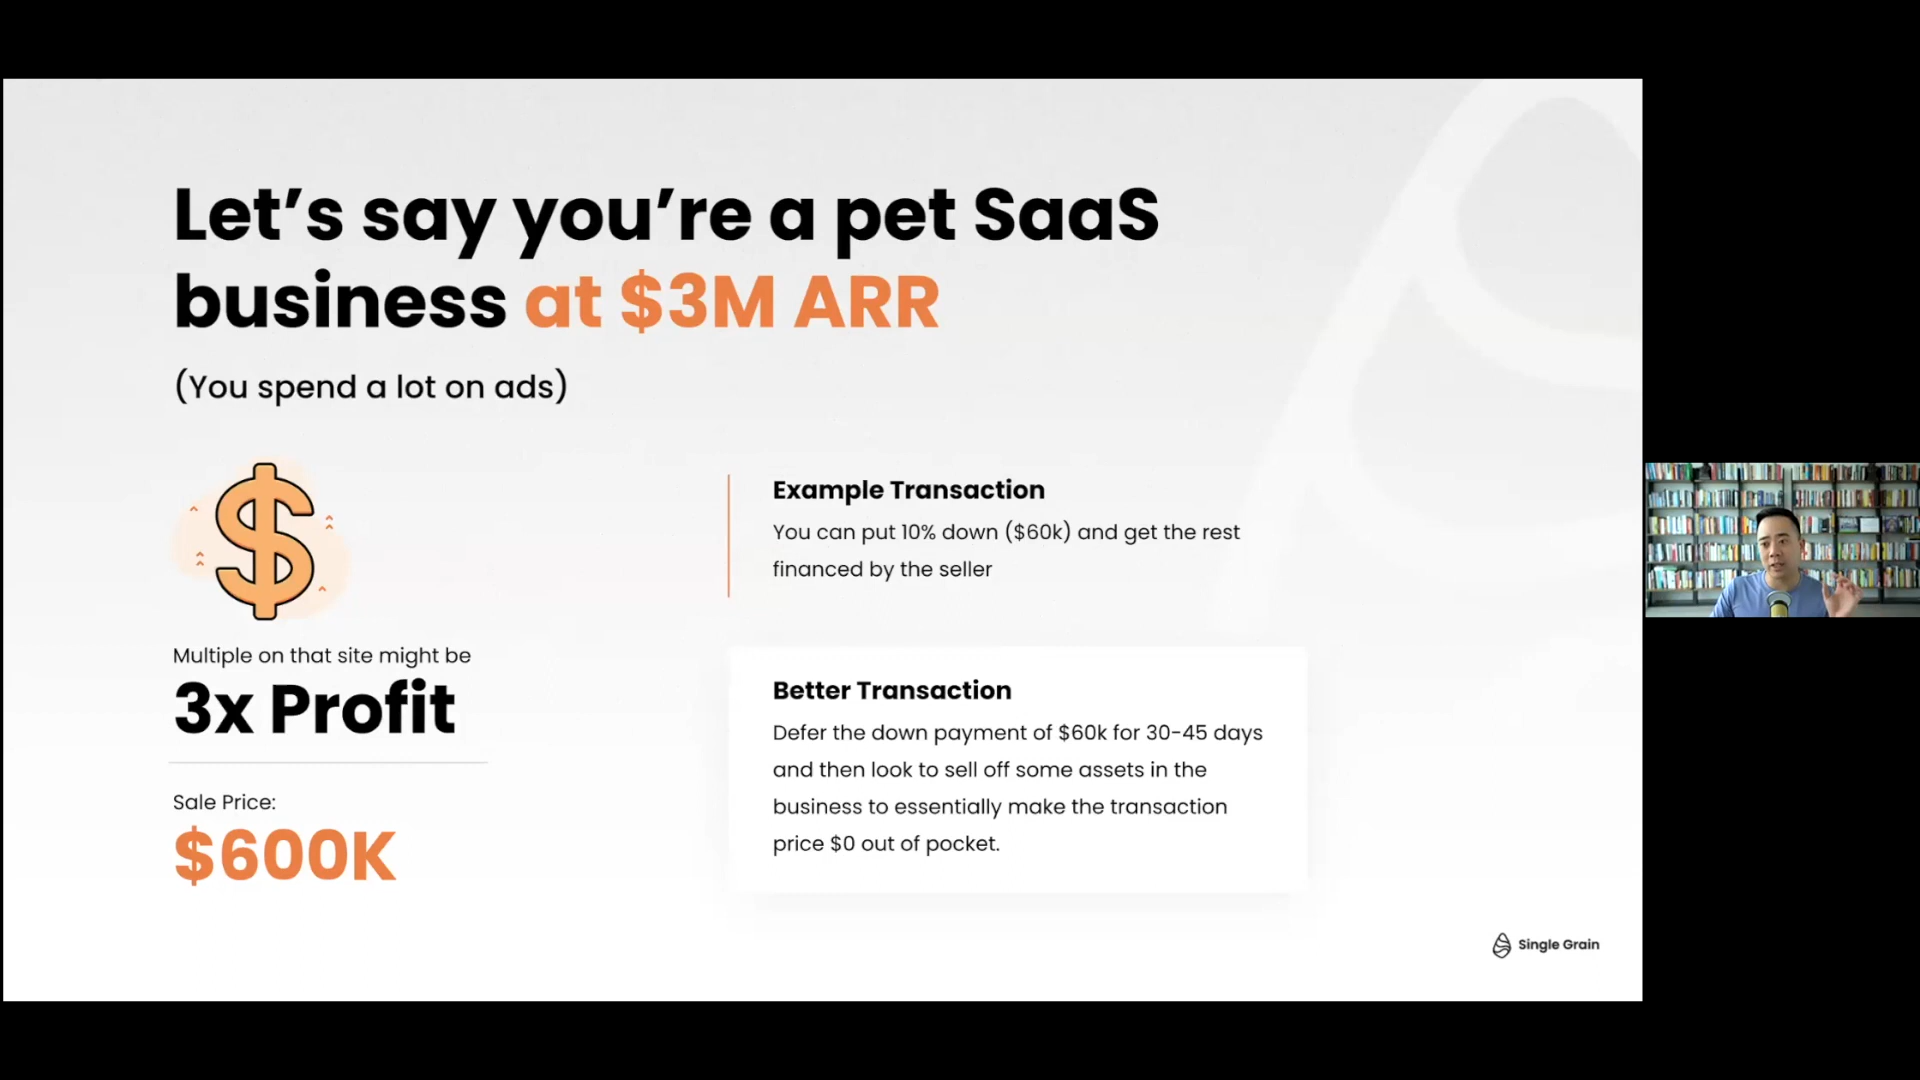 Let’s say you’re a pet SaaS
business at $3M ARR
(You spend a lot on ads)
Multiple on that site might be
3x Profit
Sale Price:
$600K
Example Transaction
You can put 10% down ($60k) and get the rest
financed by the seller
Better Transaction
Defer the down payment of $60k for 30-45 days
and then look to sell off some assets in the
business to essentially make the transaction
price $0 out of pocket.
Single Grain